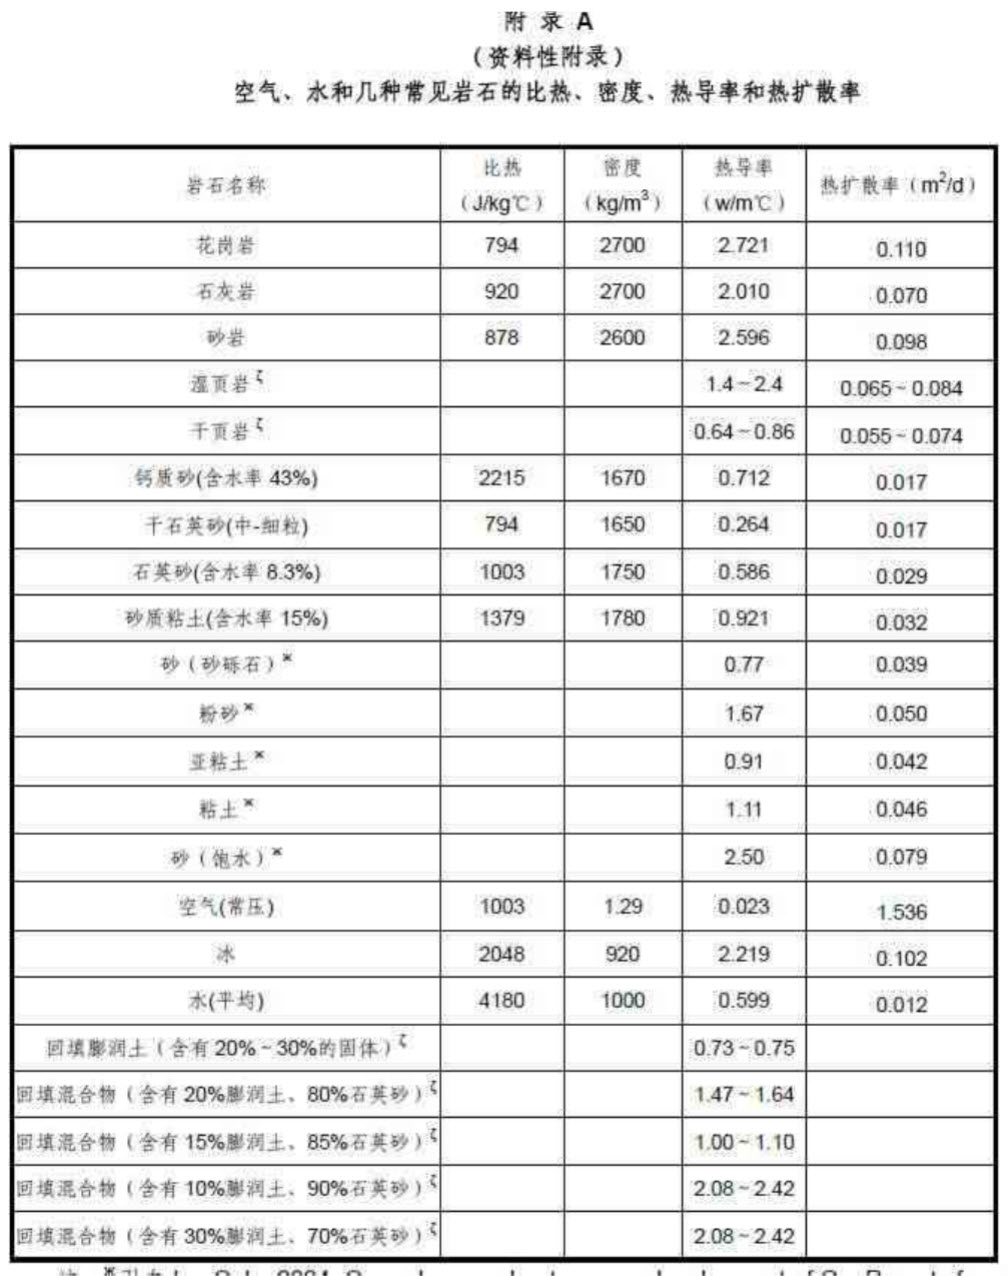 附 录 A
（资料性附录）
空气、水和几种常见岩石的比热、密度、热导率和热扩散率
岩石名称 比热（J/kg℃） 密度（kg/m³） 热导率（w/m℃） 热扩散率（m²/d）
花岗岩 794 2700 2.721 0.110
石灰岩 920 2700 2.010 0.070
砂岩 878 2600 2.596 0.098
湿页岩ζ 1.4~2.4 0.065~0.084
干页岩ζ 0.64~0.86 0.055~0.074
钙质砂(含水率 43%) 2215 1670 0.712 0.017
干石英砂(中-细粒) 794 1650 0.264 0.017
石英砂(含水率 8.3%) 1003 1750 0.586 0.029
砂质粘土(含水率 15%) 1379 1780 0.921 0.032
砂（砂砾石）※ 0.77 0.039
粉砂※ 1.67 0.050
亚粘土※ 0.91 0.042
粘土※ 1.11 0.046
砂（饱水）※ 2.50 0.079
空气(常压) 1003 1.29 0.023 1.536
冰 2048 920 2.219 0.102
水(平均) 4180 1000 0.599 0.012
回填膨润土（含有 20%~30%的固体）ζ 0.73~0.75
回填混合物（含有 20%膨润土、80%石英砂）ζ 1.47~1.64
回填混合物（含有 15%膨润土、85%石英砂）ζ 1.00~1.10
回填混合物（含有 10%膨润土、90%石英砂）ζ 2.08~2.42
回填混合物（含有 30%膨润土、70%石英砂）ζ 2.08~2.42